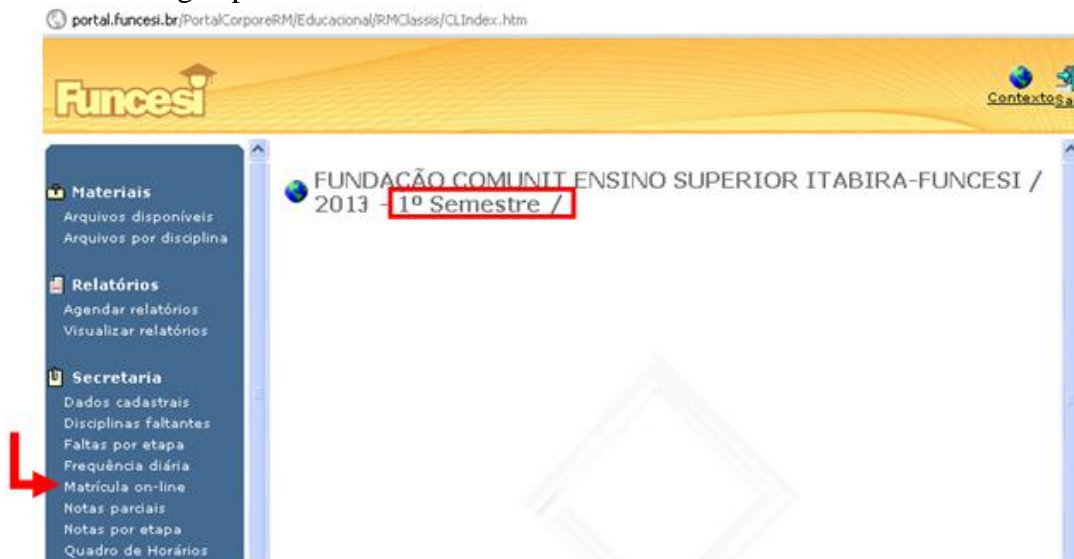 portal.funcesi.br/PortalCorporeRM/Educacional/RMClassis/CLIndex.htm
Funcesi
Contexto
Materiais
Arquivos disponíveis
Arquivos por disciplina
Relatórios
Agendar relatórios
Visualizar relatórios
Secretaria
Dados cadastrais
Disciplinas faltantes
Faltas por etapa
Frequência diária
Matrícula on-line
Notas parciais
Notas por etapa
Quadro de Horários
FUNDAÇÃO COMUNIT ENSINO SUPERIOR ITABIRA-FUNCESI /
2013 - 1º Semestre /